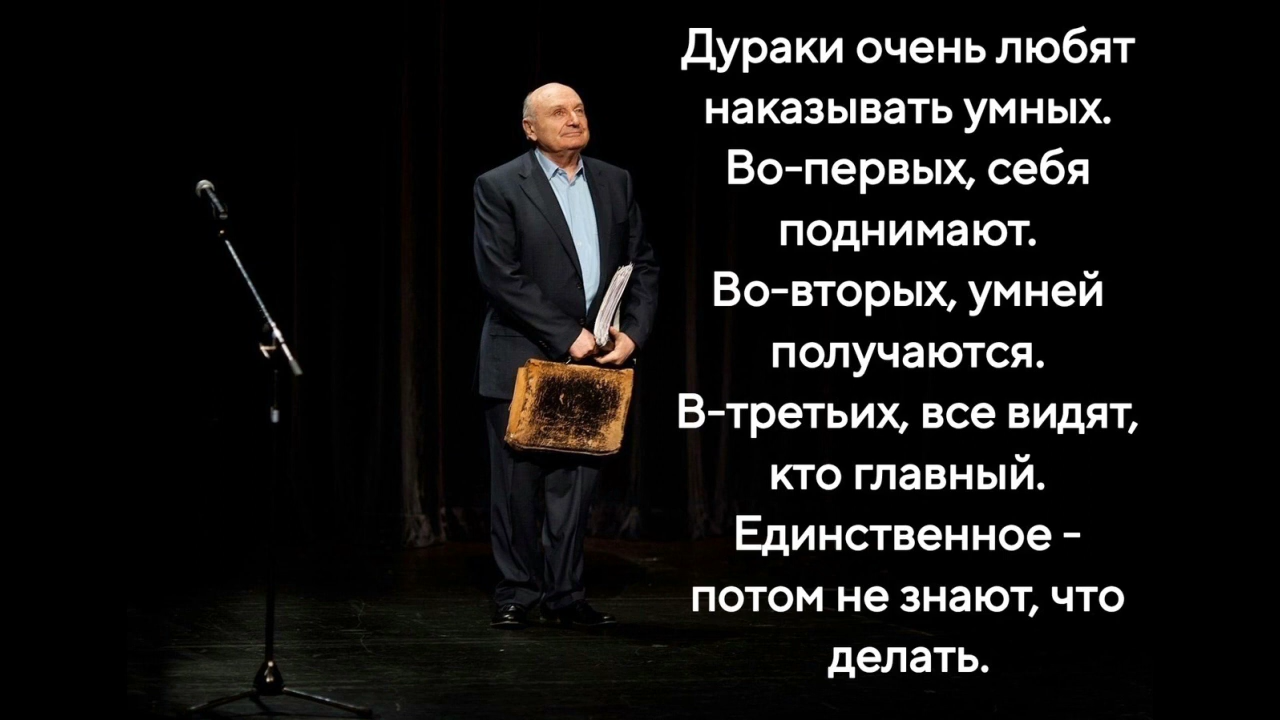 Дураки очень любят
наказывать умных.
Во-первых, себя
поднимают.
Во-вторых, умней
получаются.
В-третьих, все видят,
кто главный.
Единственное -
потом не знают, что
делать.